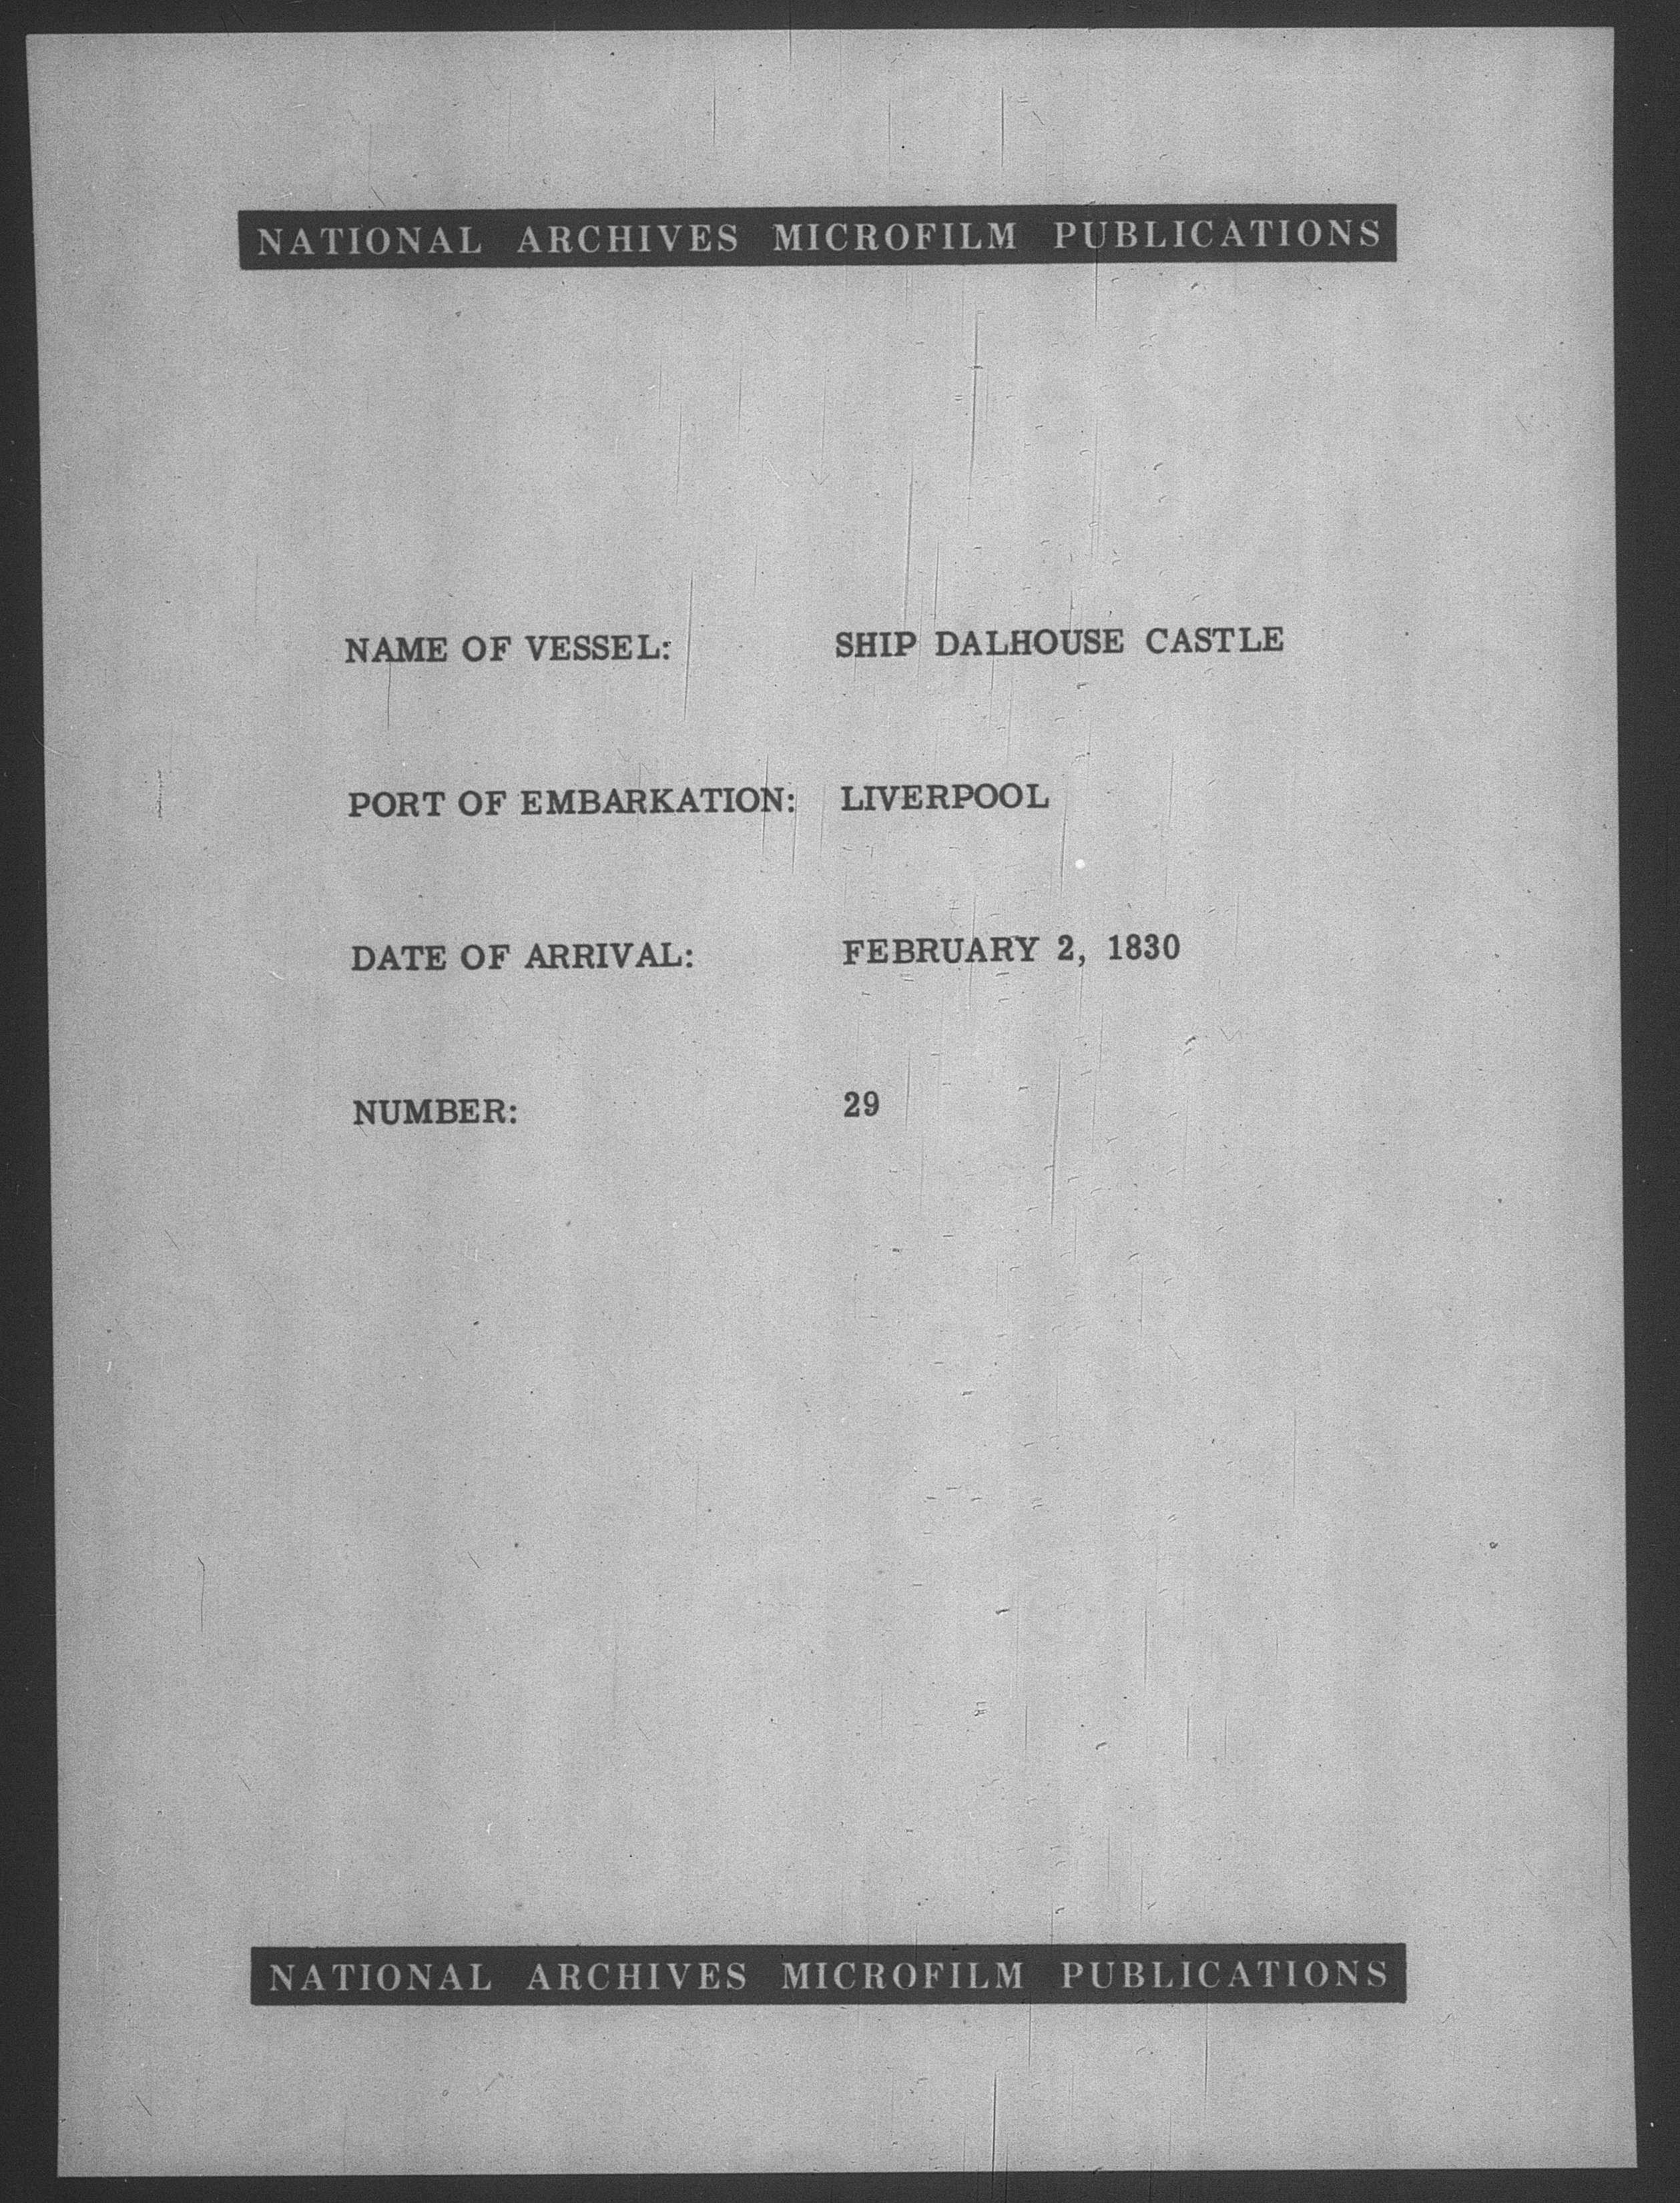 NATIONAL ARCHIVES MICROFILM PUBLICATIONS
NAME OF VESSEL: SHIP DALHOUSE CASTLE
PORT OF EMBARKATION: LIVERPOOL
DATE OF ARRIVAL: FEBRUARY 2, 1830
NUMBER: 29
NATIONAL ARCHIVES MICROFILM PUBLICATIONS